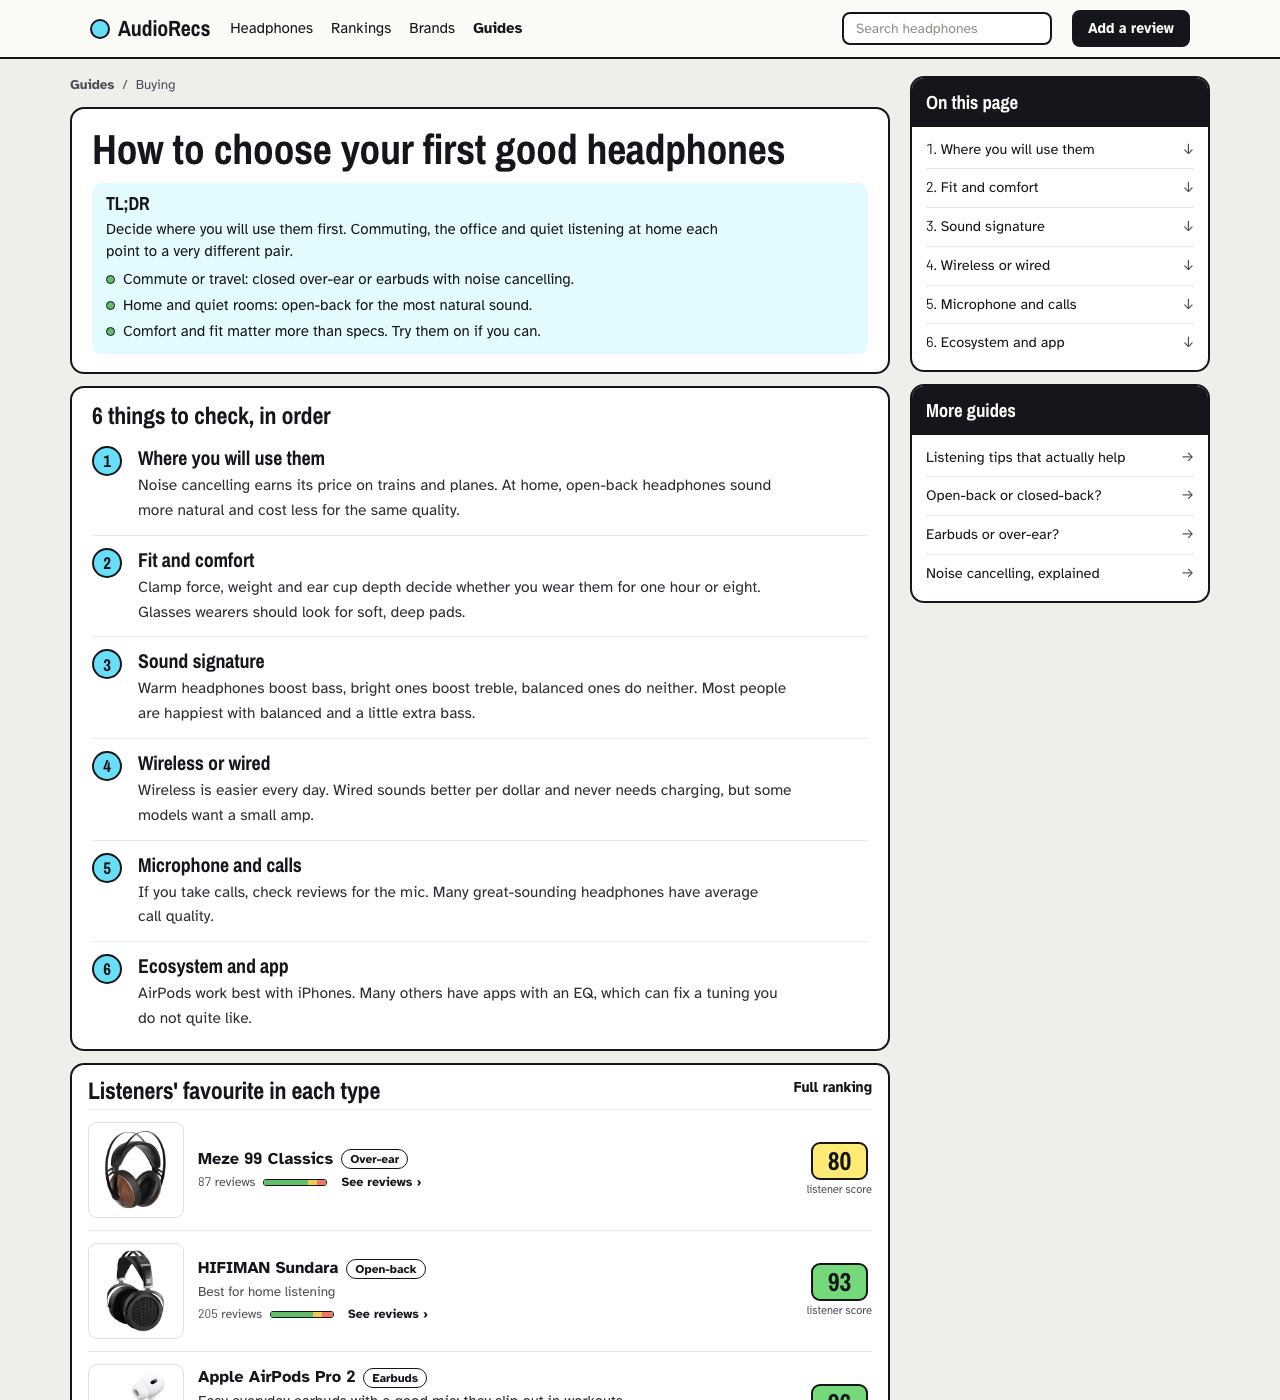 AudioRecs
Headphones
Rankings
Brands
Guides
Search headphones
Add a review
Guides / Buying
How to choose your first good headphones
TL;DR
Decide where you will use them first. Commuting, the office and quiet listening at home each
point to a very different pair.
Commute or travel: closed over-ear or earbuds with noise cancelling.
Home and quiet rooms: open-back for the most natural sound.
Comfort and fit matter more than specs. Try them on if you can.
6 things to check, in order
1
Where you will use them
Noise cancelling earns its price on trains and planes. At home, open-back headphones sound
more natural and cost less for the same quality.
2
Fit and comfort
Clamp force, weight and ear cup depth decide whether you wear them for one hour or eight.
Glasses wearers should look for soft, deep pads.
3
Sound signature
Warm headphones boost bass, bright ones boost treble, balanced ones do neither. Most people
are happiest with balanced and a little extra bass.
4
Wireless or wired
Wireless is easier every day. Wired sounds better per dollar and never needs charging, but some
models want a small amp.
5
Microphone and calls
If you take calls, check reviews for the mic. Many great-sounding headphones have average
call quality.
6
Ecosystem and app
AirPods work best with iPhones. Many others have apps with an EQ, which can fix a tuning you
do not quite like.
Listeners' favourite in each type
Full ranking
Meze 99 Classics
Over-ear
87 reviews
See reviews ›
80
listener score
HIFIMAN Sundara
Open-back
Best for home listening
205 reviews
See reviews ›
93
listener score
Apple AirPods Pro 2
Earbuds
On this page
1. Where you will use them ↓
2. Fit and comfort ↓
3. Sound signature ↓
4. Wireless or wired ↓
5. Microphone and calls ↓
6. Ecosystem and app ↓
More guides
Listening tips that actually help →
Open-back or closed-back? →
Earbuds or over-ear? →
Noise cancelling, explained →